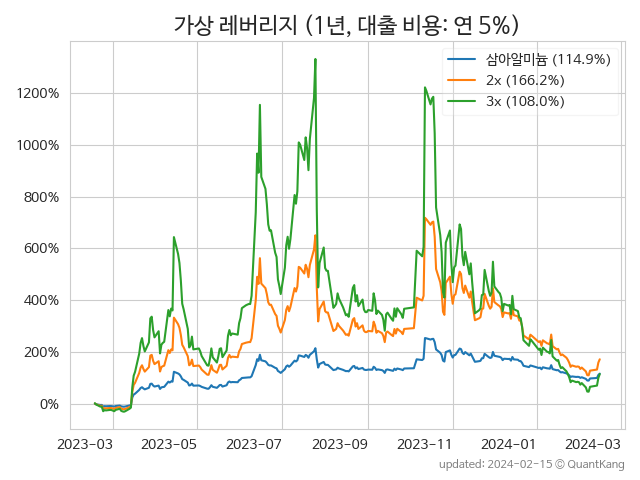 가상 레버리지 (1년, 대출 비용: 연 5%)
삼아알미늄 (114.9%)
2x (166.2%)
3x (108.0%)
1200%
1000%
800%
600%
400%
200%
0%
2023-03 2023-05 2023-07 2023-09 2023-11 2024-01 2024-03
updated: 2024-02-15 © QuantKang